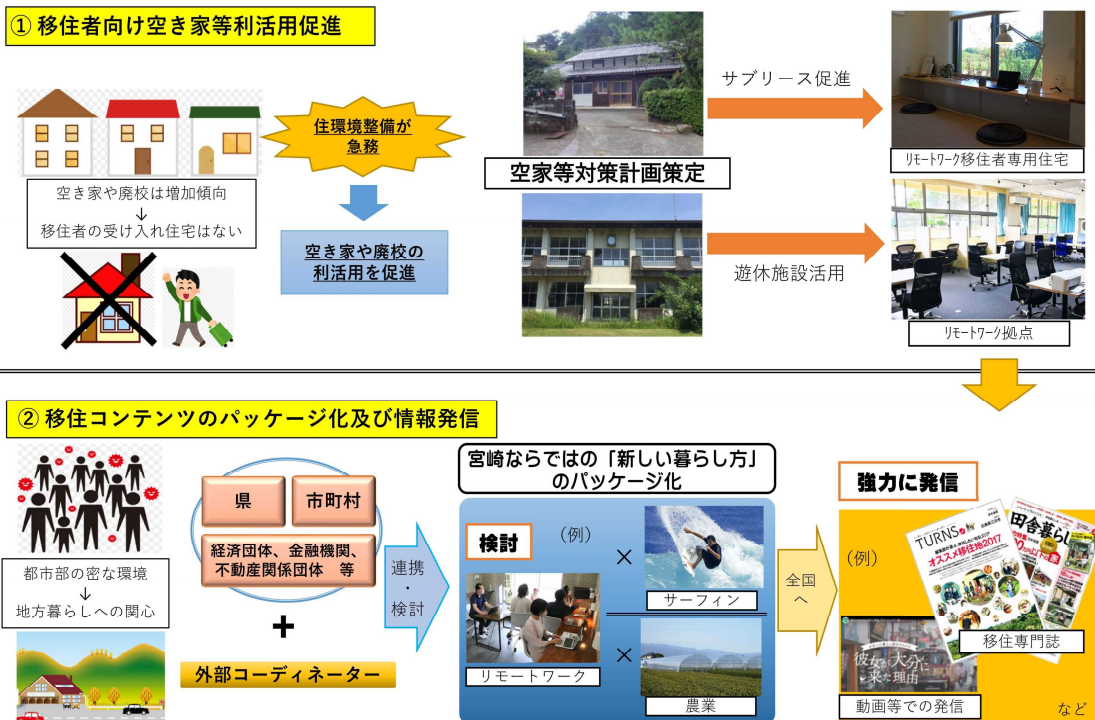 ① 移住者向け空き家等利活用促進
住環境整備が
急務
空き家や廃校は増加傾向
↓
移住者の受け入れ住宅はない
空き家や廃校の
利活用を促進
空家等対策計画策定
サブリース促進
リモートワーク移住者専用住宅
遊休施設活用
リモートワーク拠点
② 移住コンテンツのパッケージ化及び情報発信
都市部の密な環境
↓
地方暮らしへの関心
県
市町村
経済団体、金融機関、
不動産関係団体 等
+
外部コーディネーター
連携
・
検討
宮崎ならではの「新しい暮らし方」
のパッケージ化
検討
(例)
×
サーフィン
リモートワーク
×
農業
全国
へ
強力に発信
(例)
TURNS
オススメ移住地2017
田舎暮らし
移住専門誌
彼女が大分に
来た理由
動画等での発信
など